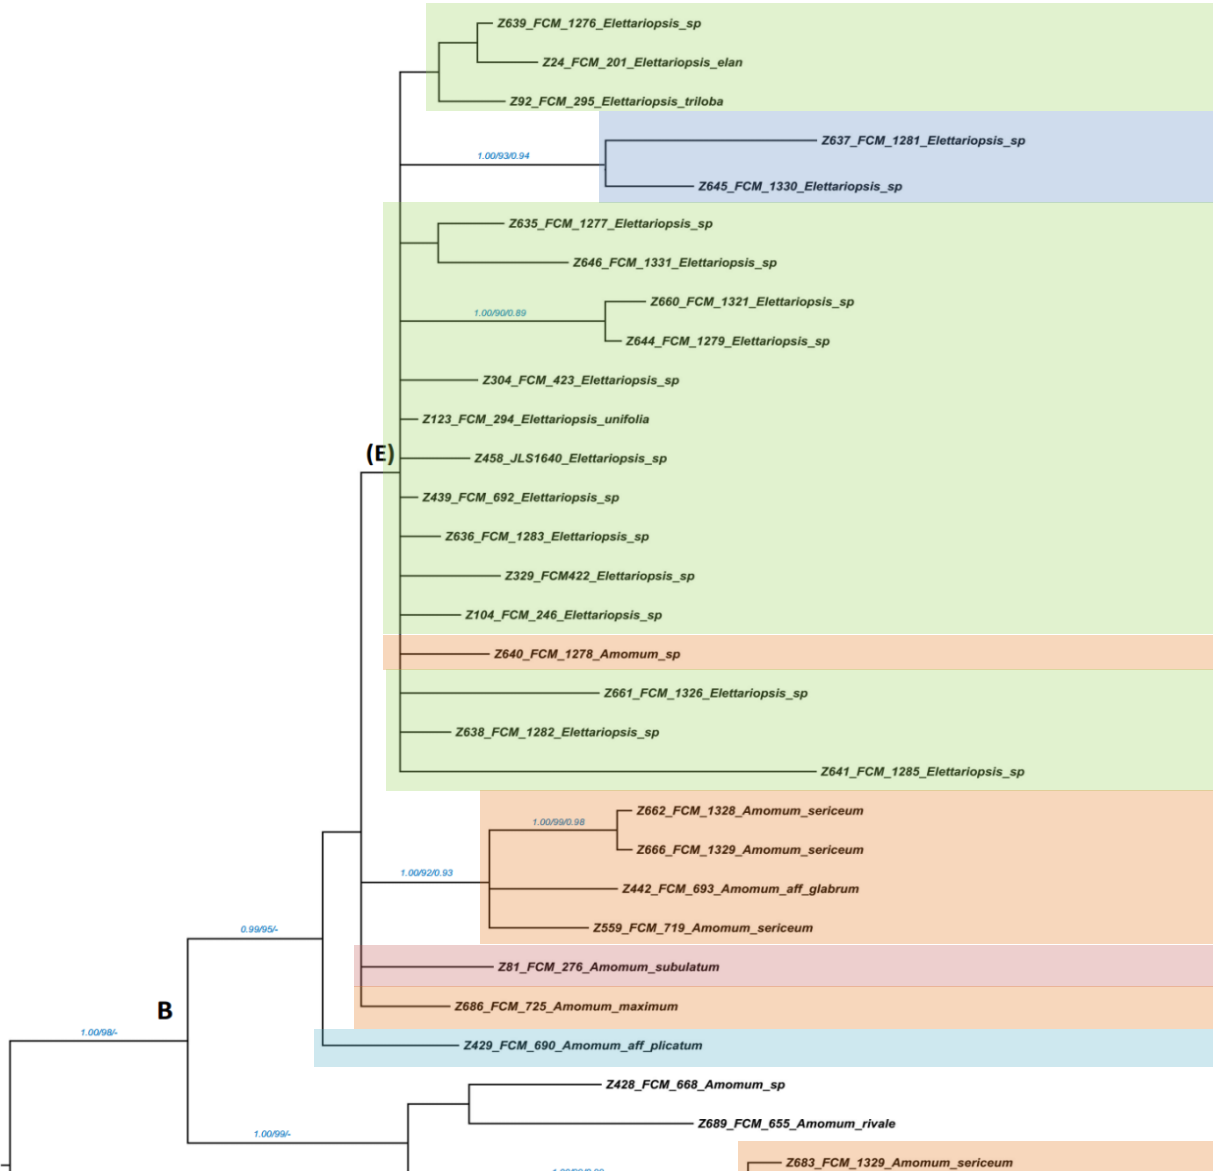 Z639_FCM_1276_Elettariopsis_sp
Z24_FCM_201_Elettariopsis_elan
Z92_FCM_295_Elettariopsis_triloba
Z637_FCM_1281_Elettariopsis_sp
1.00/93/0.94
Z645_FCM_1330_Elettariopsis_sp
Z635_FCM_1277_Elettariopsis_sp
Z646_FCM_1331_Elettariopsis_sp
Z660_FCM_1321_Elettariopsis_sp
1.00/90/0.89
Z644_FCM_1279_Elettariopsis_sp
Z304_FCM_423_Elettariopsis_sp
Z123_FCM_294_Elettariopsis_unifolia
(E)
Z458_JLS1640_Elettariopsis_sp
Z439_FCM_692_Elettariopsis_sp
Z636_FCM_1283_Elettariopsis_sp
Z329_FCM422_Elettariopsis_sp
Z104_FCM_246_Elettariopsis_sp
Z640_FCM_1278_Amomum_sp
Z661_FCM_1326_Elettariopsis_sp
Z638_FCM_1282_Elettariopsis_sp
Z641_FCM_1285_Elettariopsis_sp
Z662_FCM_1328_Amomum_sericeum
1.00/99/0.98
Z666_FCM_1329_Amomum_sericeum
1.00/92/0.93
Z442_FCM_693_Amomum_aff_glabrum
Z559_FCM_719_Amomum_sericeum
0.99/95/-
Z81_FCM_276_Amomum_subulatum
Z686_FCM_725_Amomum_maximum
B
1.00/98/-
Z429_FCM_690_Amomum_aff_plicatum
Z428_FCM_668_Amomum_sp
Z689_FCM_655_Amomum_rivale
1.00/99/-
Z683_FCM_1329_Amomum_sericeum